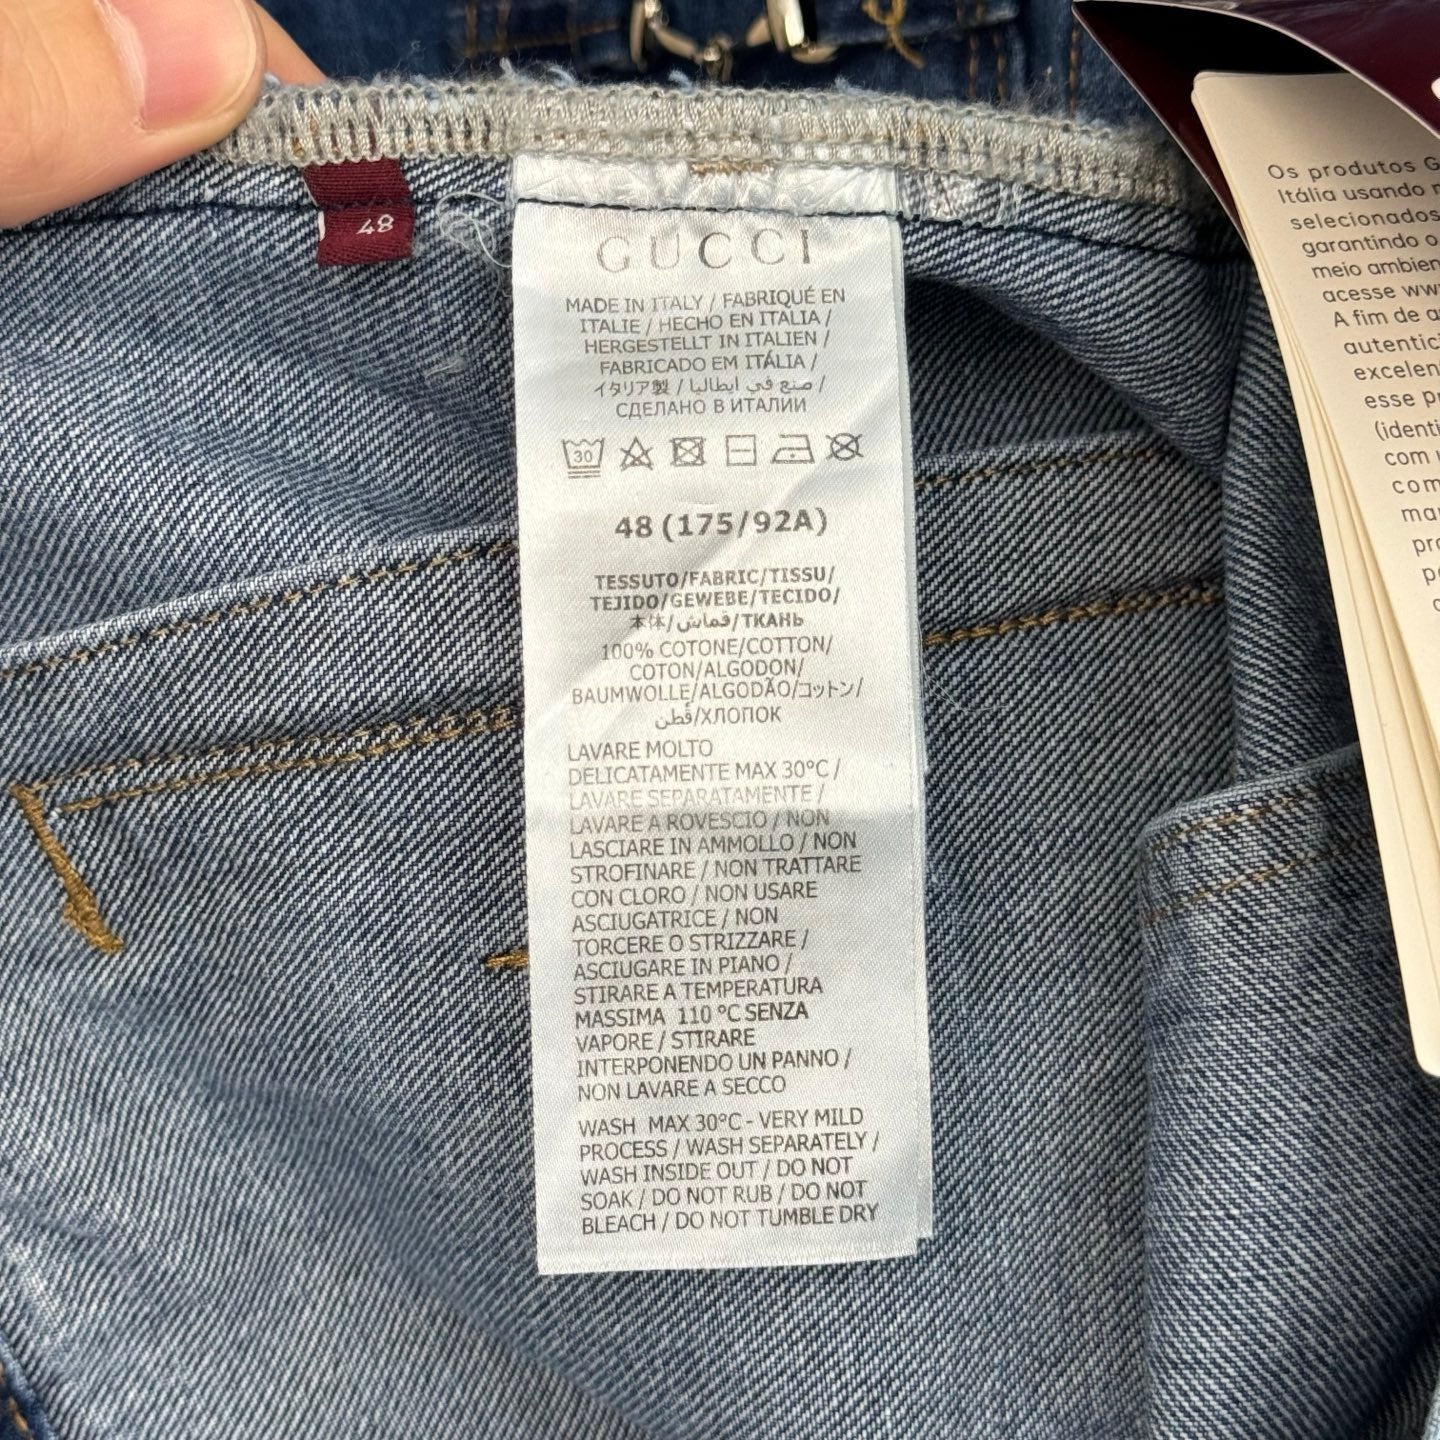 48
GUCCI
MADE IN ITALY / FABRIQUÉ EN
ITALIE / HECHO EN ITALIA /
HERGESTELLT IN ITALIEN /
FABRICADO EM ITÁLIA /
イタリア製 / صنع في ايطاليا /
СДЕЛАНО В ИТАЛИИ
30
48 (175/92A)
TESSUTO/FABRIC/TISSU/
TEJIDO/GEWEBE/TECIDO/
本体/قماش/ТКАНЬ
100% COTONE/COTTON/
COTON/ALGODON/
BAUMWOLLE/ALGODÃO/コットン/
قُطن/ХЛОПОК
LAVARE MOLTO
DELICATAMENTE MAX 30°C /
LAVARE SEPARATAMENTE /
LAVARE A ROVESCIO / NON
LASCIARE IN AMMOLLO / NON
STROFINARE / NON TRATTARE
CON CLORO / NON USARE
ASCIUGATRICE / NON
TORCERE O STRIZZARE /
ASCIUGARE IN PIANO /
STIRARE A TEMPERATURA
MASSIMA 110 °C SENZA
VAPORE / STIRARE
INTERPONENDO UN PANNO /
NON LAVARE A SECCO
WASH MAX 30°C - VERY MILD
PROCESS / WASH SEPARATELY /
WASH INSIDE OUT / DO NOT
SOAK / DO NOT RUB / DO NOT
BLEACH / DO NOT TUMBLE DRY
Os produtos
Itália usando
selecionados
garantindo o
meio
acesse
A fim de
esse
com